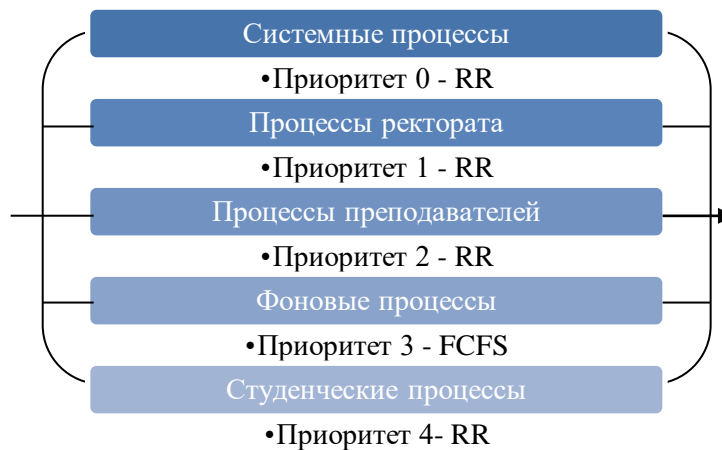 Системные процессы
•Приоритет 0 - RR
Процессы ректората
•Приоритет 1 - RR
Процессы преподавателей
•Приоритет 2 - RR
Фоновые процессы
•Приоритет 3 - FCFS
Студенческие процессы
•Приоритет 4- RR